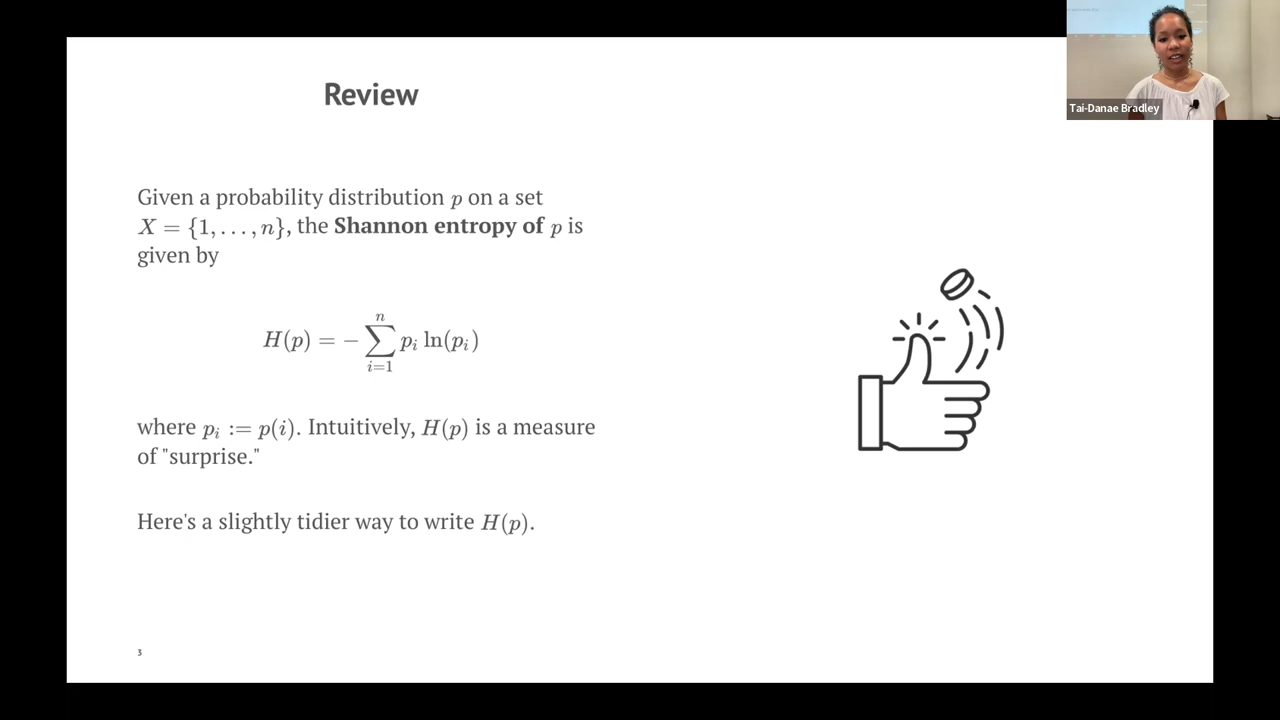 Review
Given a probability distribution p on a set
X = {1, . . . , n}, the Shannon entropy of p is
given by
H(p) = − ∑_{i=1}^{n} p_i ln(p_i)
where p_i := p(i). Intuitively, H(p) is a measure
of "surprise."
Here's a slightly tidier way to write H(p).
3
Tai-Danae Bradley